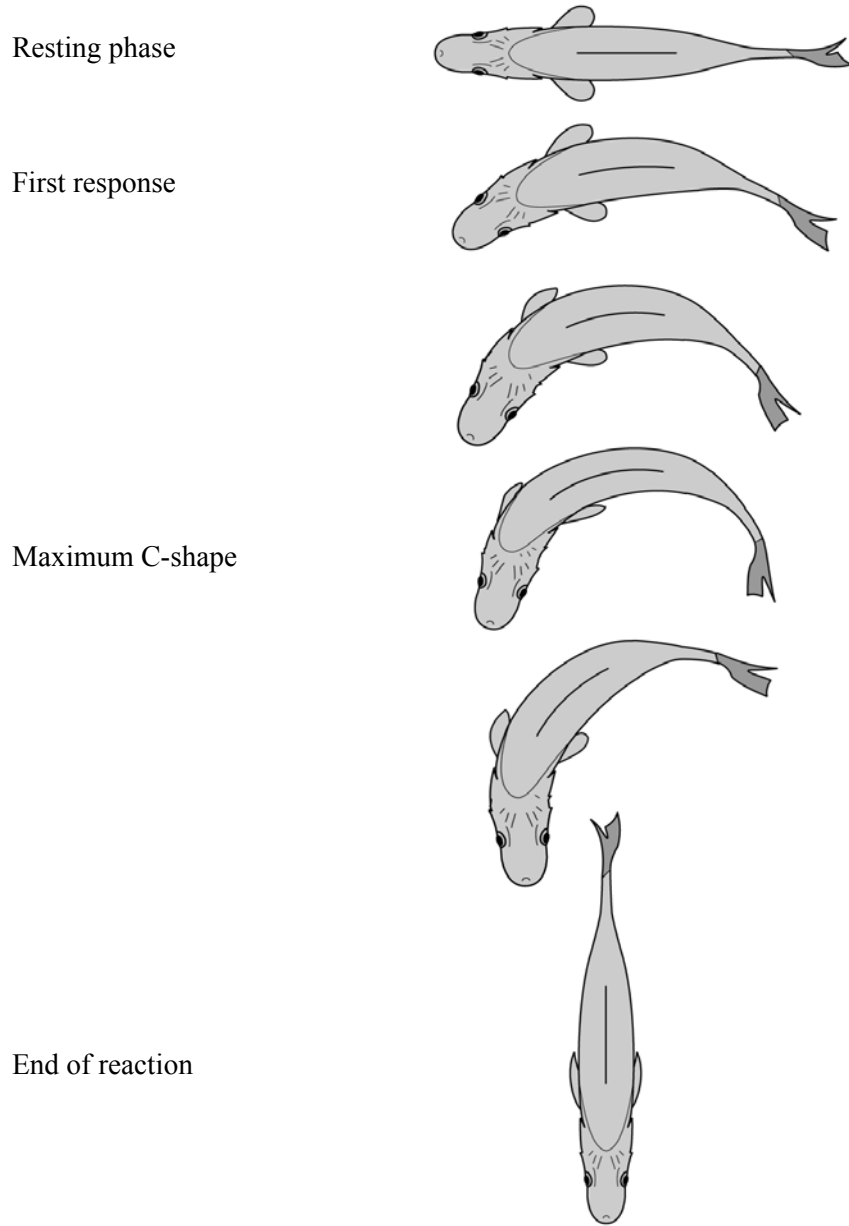 Resting phase
First response
Maximum C-shape
End of reaction